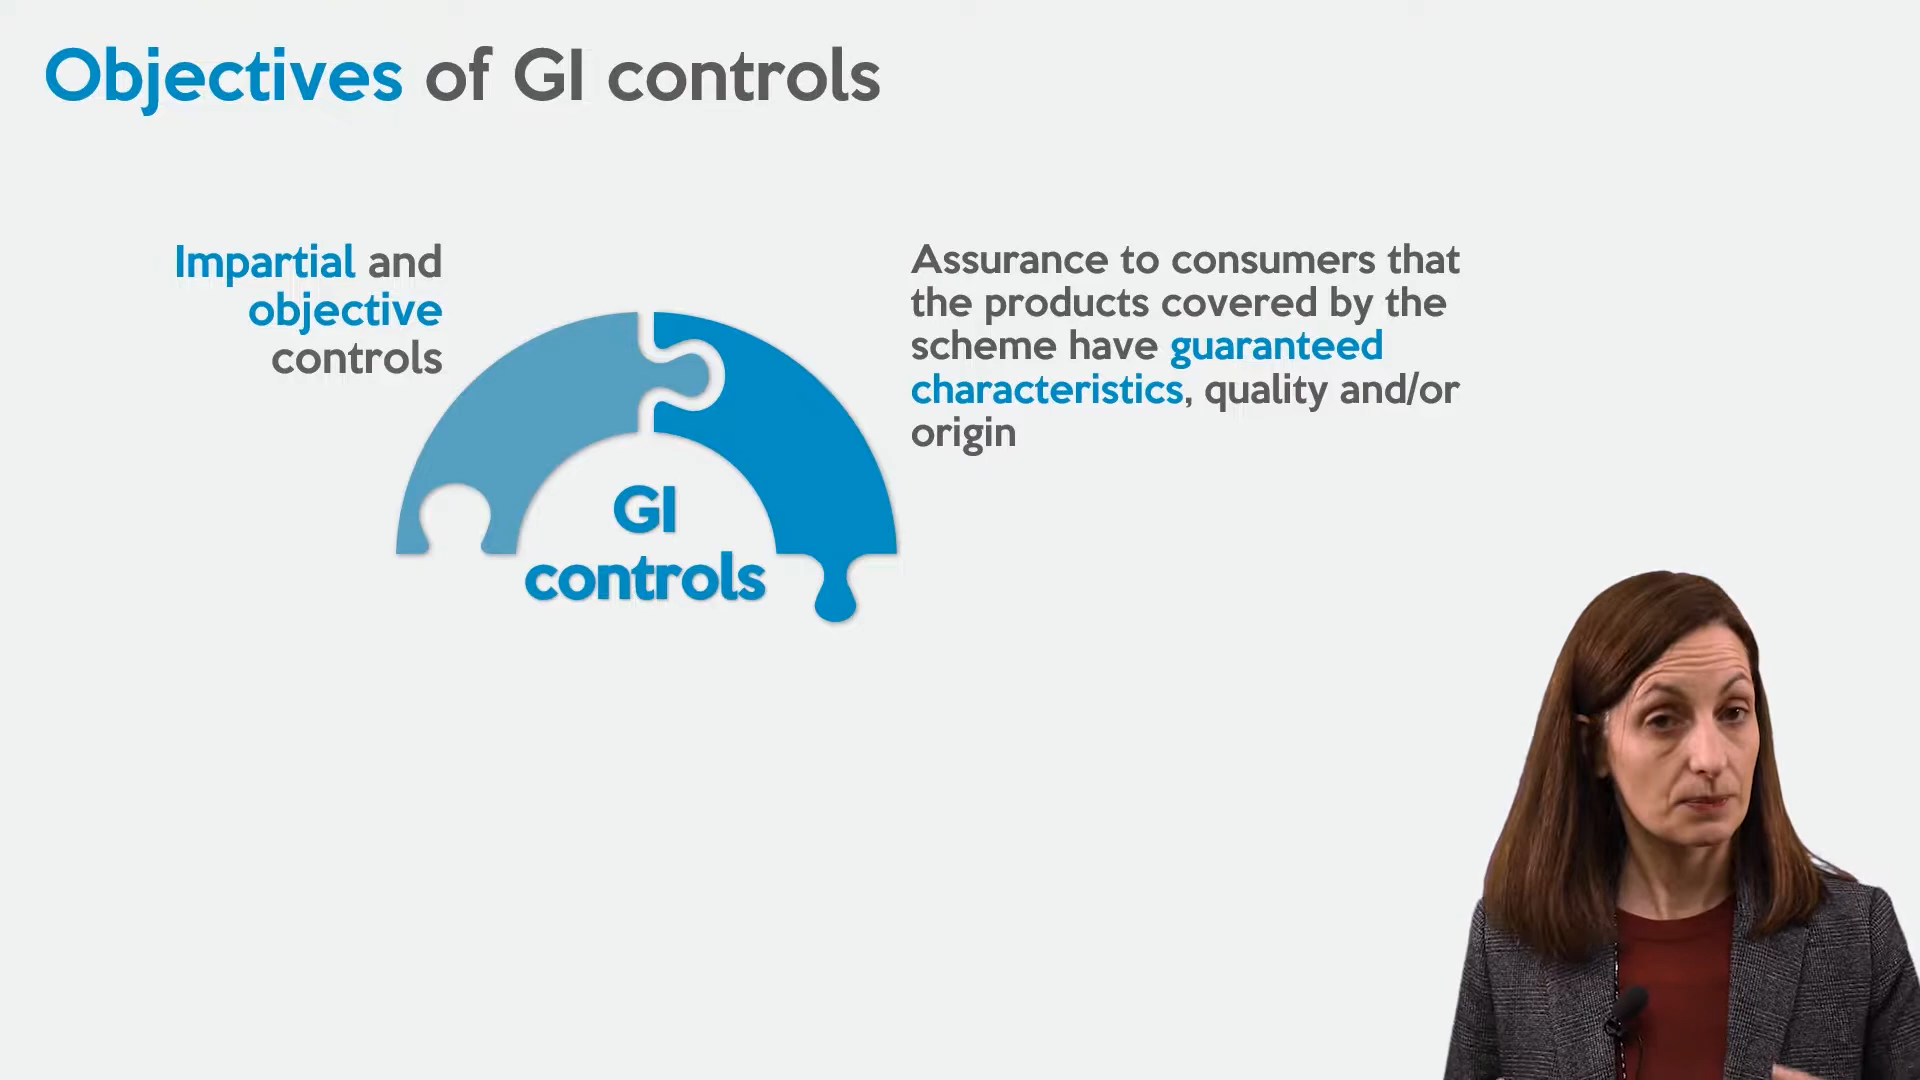 Objectives of GI controls
Impartial and
objective
controls
Assurance to consumers that
the products covered by the
scheme have guaranteed
characteristics, quality and/or
origin
GI
controls